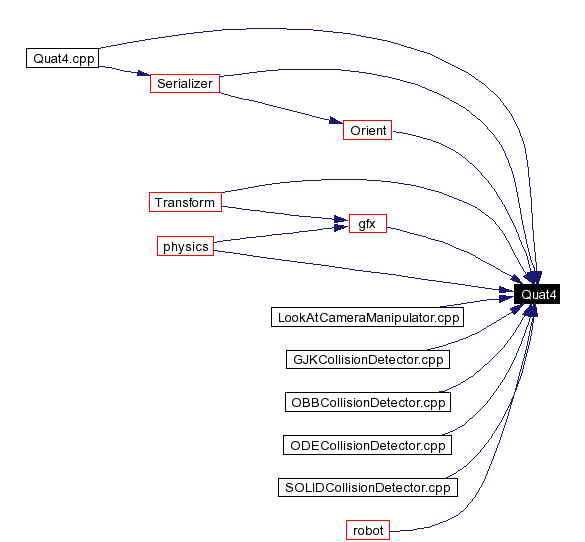 Quat4.cpp
Serializer
Orient
Transform
gfx
physics
Quat4
LookAtCameraManipulator.cpp
GJKCollisionDetector.cpp
OBBCollisionDetector.cpp
ODECollisionDetector.cpp
SOLIDCollisionDetector.cpp
robot